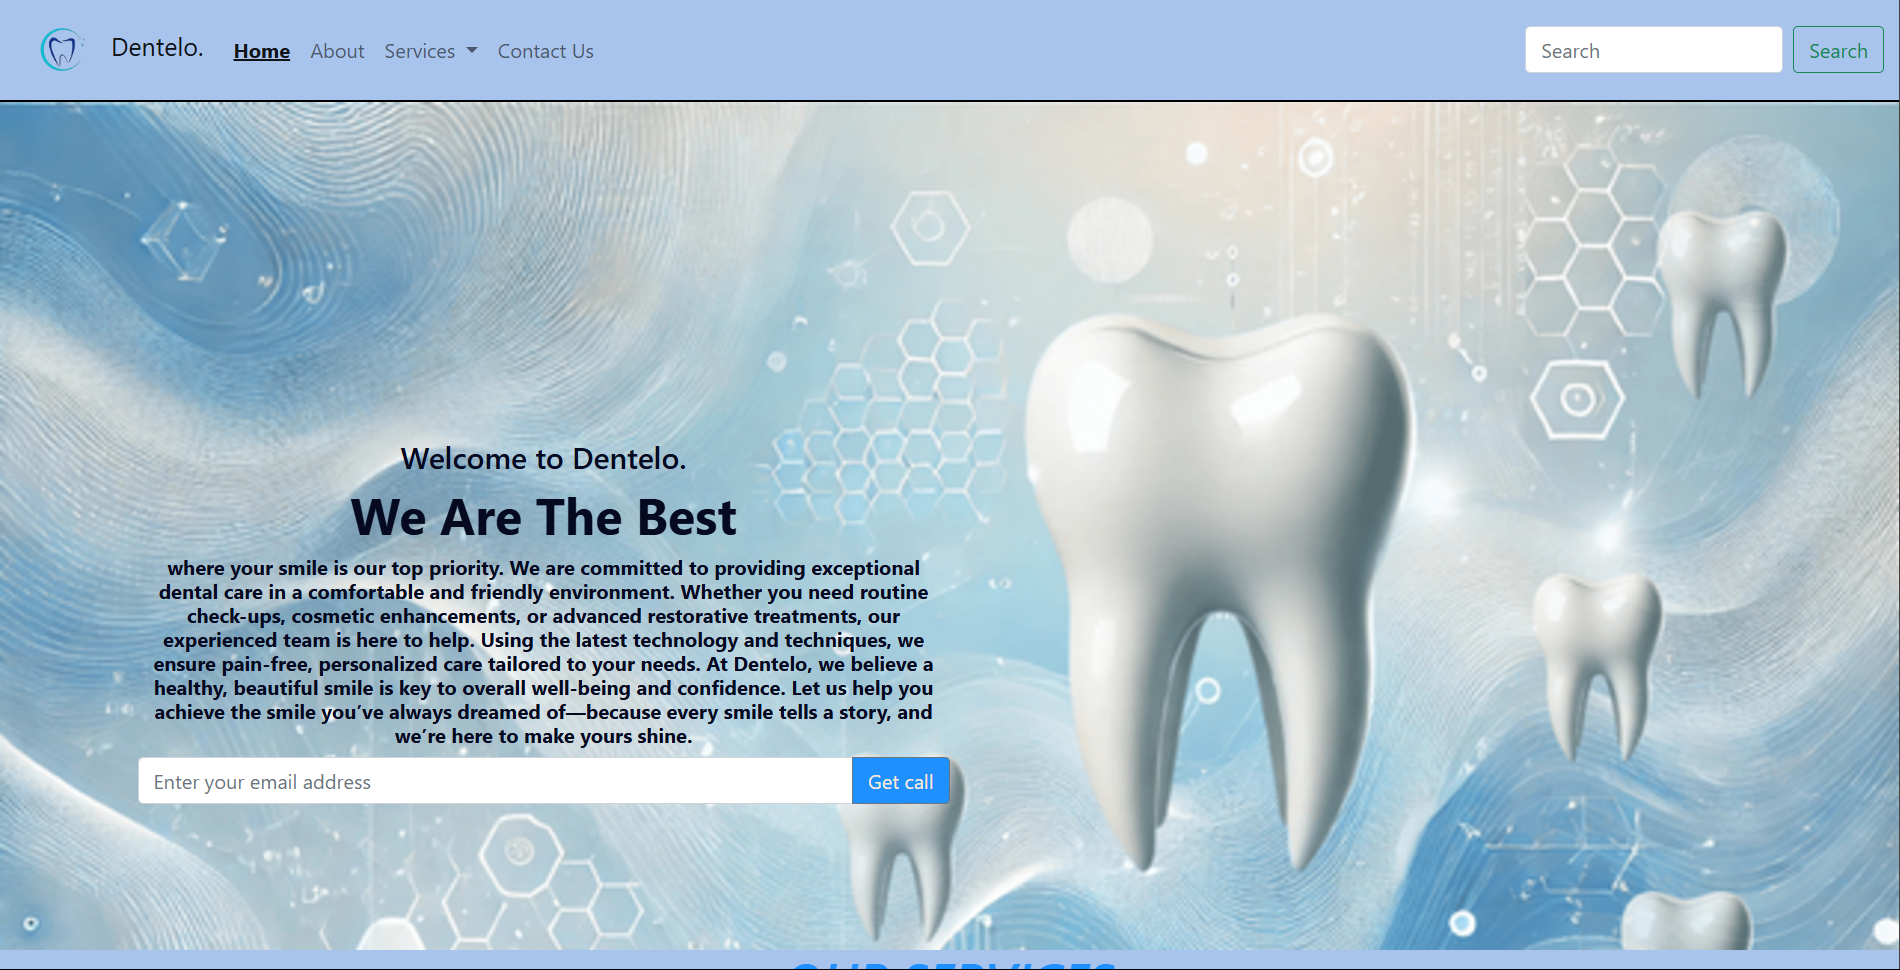 Dentelo. Home About Services Contact Us Search Search
Welcome to Dentelo.
We Are The Best
where your smile is our top priority. We are committed to providing exceptional
dental care in a comfortable and friendly environment. Whether you need routine
check-ups, cosmetic enhancements, or advanced restorative treatments, our
experienced team is here to help. Using the latest technology and techniques, we
ensure pain-free, personalized care tailored to your needs. At Dentelo, we believe a
healthy, beautiful smile is key to overall well-being and confidence. Let us help you
achieve the smile you’ve always dreamed of—because every smile tells a story, and
we’re here to make yours shine.
Enter your email address Get call
OUR SERVICES